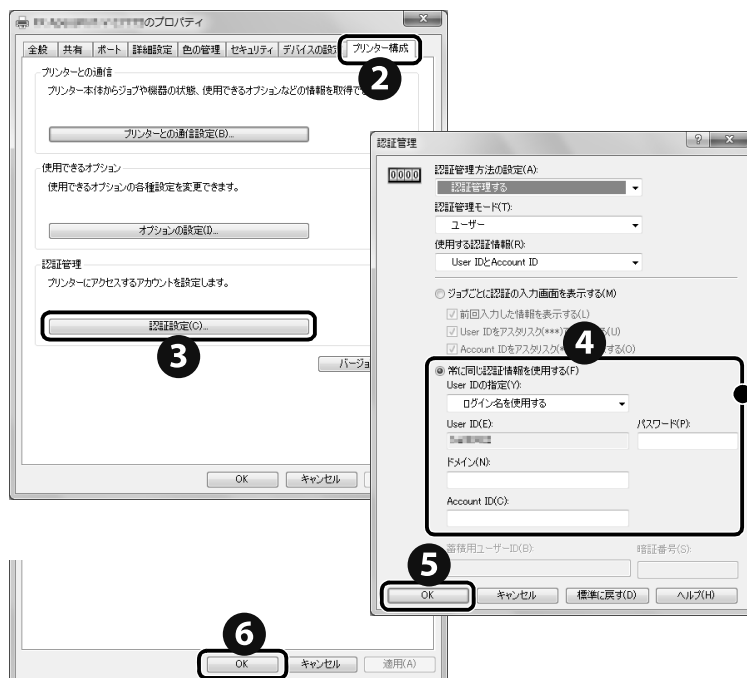 のプロパティ
全般 共有 ポート 詳細設定 色の管理 セキュリティ デバイスの設定 プリンター構成
2
プリンターとの通信
プリンター本体からジョブや機器の状態、使用できるオプションなどの情報を取得で
プリンターとの通信設定(B)...
使用できるオプション
使用できるオプションの各種設定を変更できます。
オプションの設定(I)...
認証管理
プリンターにアクセスするアカウントを設定します。
認証設定(C)...
3
バージョ
OK キャンセル
認証管理
0000
認証管理方法の設定(A):
認証管理する
認証管理モード(T):
ユーザー
使用する認証情報(R):
User IDとAccount ID
ジョブごとに認証の入力画面を表示する(M)
前回入力した情報を表示する(L)
User IDをアスタリスク(***)で する(U)
Account IDをアスタリスク(* する(O)
4
常に同じ認証情報を使用する(F)
User IDの指定(Y):
ログイン名を使用する
User ID(E): パスワード(P):
ドメイン(N):
Account ID(C):
蓄積用ユーザーID(B): 暗証番号(S):
5
OK キャンセル 標準に戻す(D) ヘルプ(H)
6
OK キャンセル 適用(A)